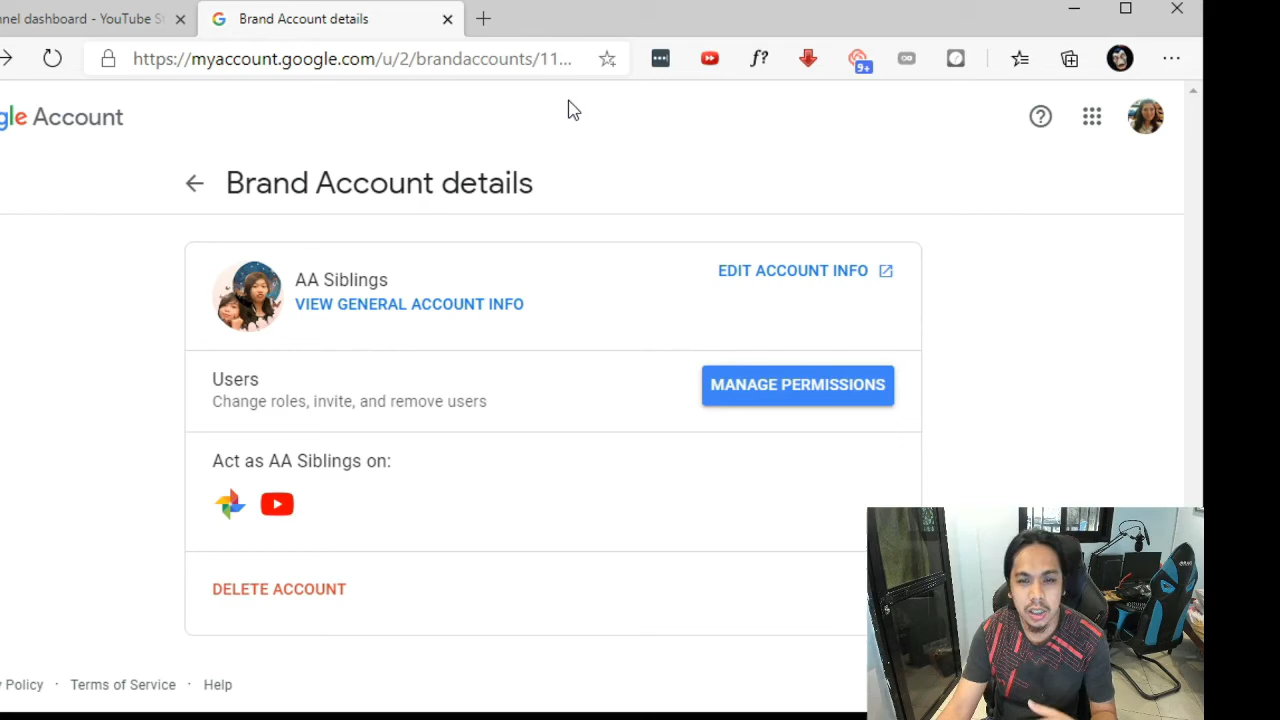 nnel dashboard - YouTube S
Brand Account details
https://myaccount.google.com/u/2/brandaccounts/11...
f?
9+
gle Account
Brand Account details
AA Siblings
VIEW GENERAL ACCOUNT INFO
EDIT ACCOUNT INFO
Users
Change roles, invite, and remove users
MANAGE PERMISSIONS
Act as AA Siblings on:
DELETE ACCOUNT
y Policy · Terms of Service · Help